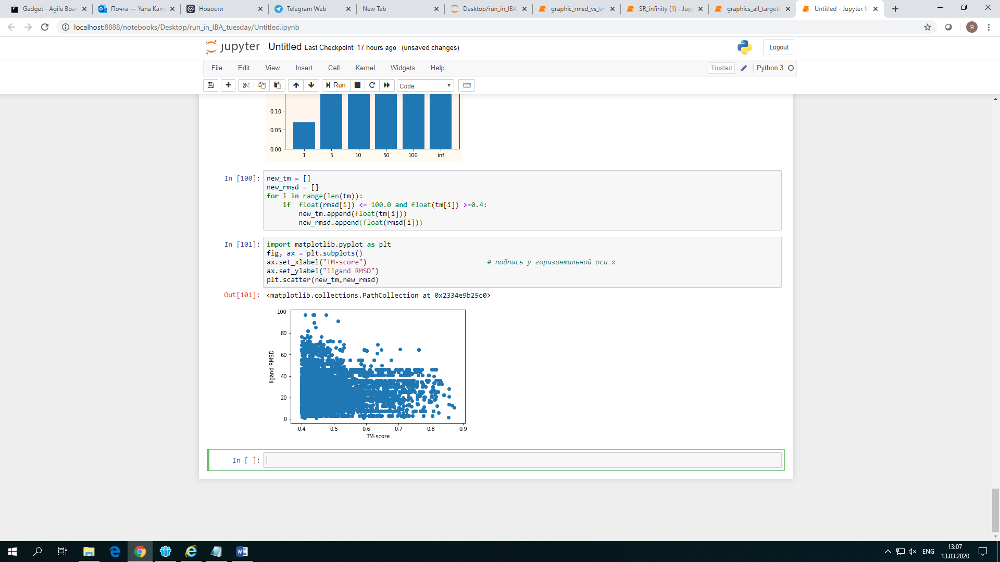 Gadget - Agile Boa
Почта — Yana Kam
Новости
Telegram Web
New Tab
Desktop/run_in_IBA
graphic_rmsd_vs_tm
SR_infinity (1) - Jupy
graphics_all_targets
Untitled - Jupyter N
localhost:8888/notebooks/Desktop/run_in_IBA_tuesday/Untitled.ipynb
Я
jupyter Untitled Last Checkpoint: 17 hours ago (unsaved changes)
Logout
File Edit View Insert Cell Kernel Widgets Help
Trusted Python 3
Run Code
0.10
0.05
0.00
1 5 10 50 100 inf
In [100]: new_tm = []
new_rmsd = []
for i in range(len(tm)):
if float(rmsd[i]) <= 100.0 and float(tm[i]) >=0.4:
new_tm.append(float(tm[i]))
new_rmsd.append(float(rmsd[i]))
In [101]: import matplotlib.pyplot as plt
fig, ax = plt.subplots()
ax.set_xlabel("TM-score") # подпись у горизонтальной оси x
ax.set_ylabel("ligand RMSD")
plt.scatter(new_tm,new_rmsd)
Out[101]: <matplotlib.collections.PathCollection at 0x2334e9b25c0>
100
80
60
40
20
0
ligand RMSD
0.4 0.5 0.6 0.7 0.8 0.9
TM-score
In [ ]:
ENG
13:07
13.03.2020